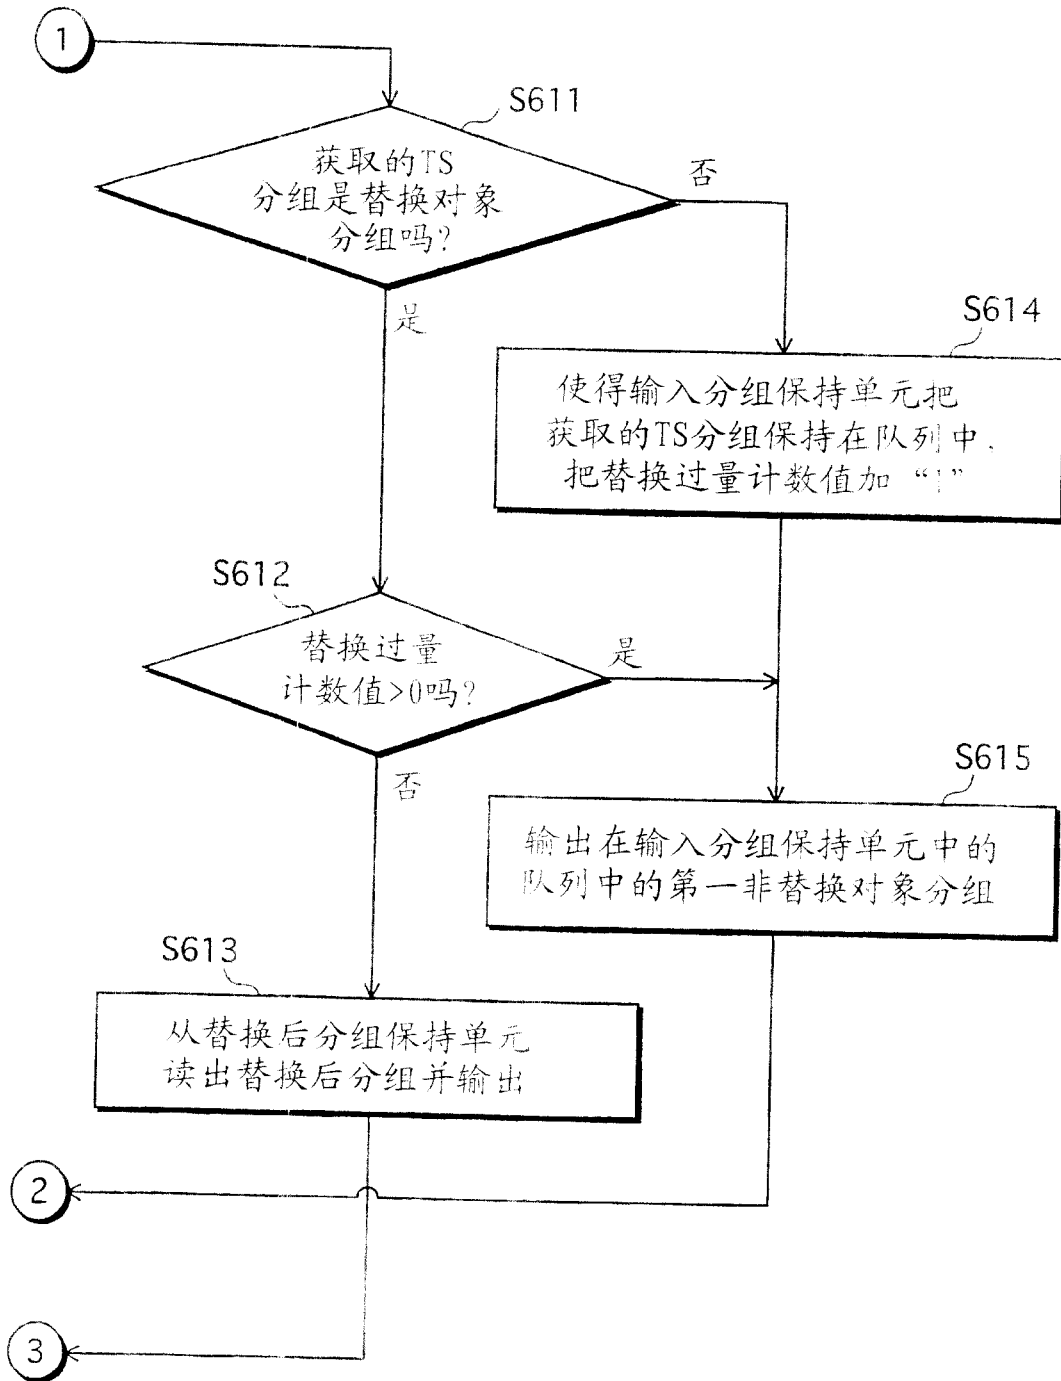 1
S611
获取的TS
分组是替换对象
分组吗?
否
是
S614
使得输入分组保持单元把
获取的TS分组保持在队列中,
把替换过量计数值加“1”
S612
替换过量
计数值>0吗?
是
否
S615
输出在输入分组保持单元中的
队列中的第一非替换对象分组
S613
从替换后分组保持单元
读出替换后分组并输出
2
3